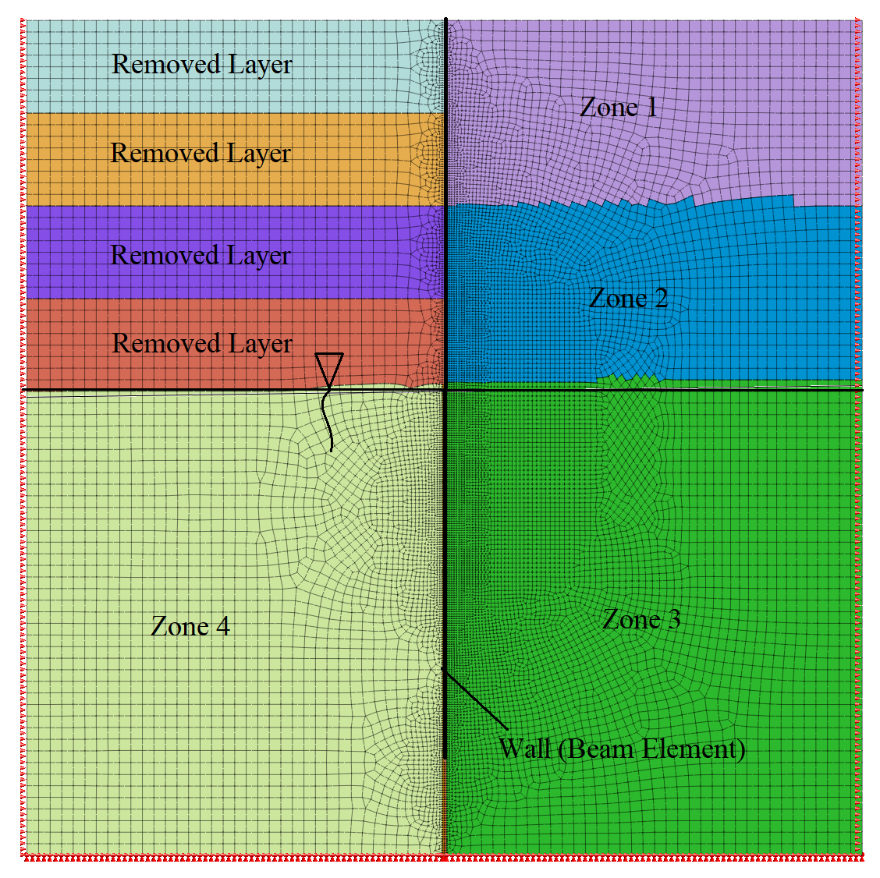 Removed Layer
Zone 1
Removed Layer
Removed Layer
Zone 2
Removed Layer
Zone 4
Zone 3
Wall (Beam Element)